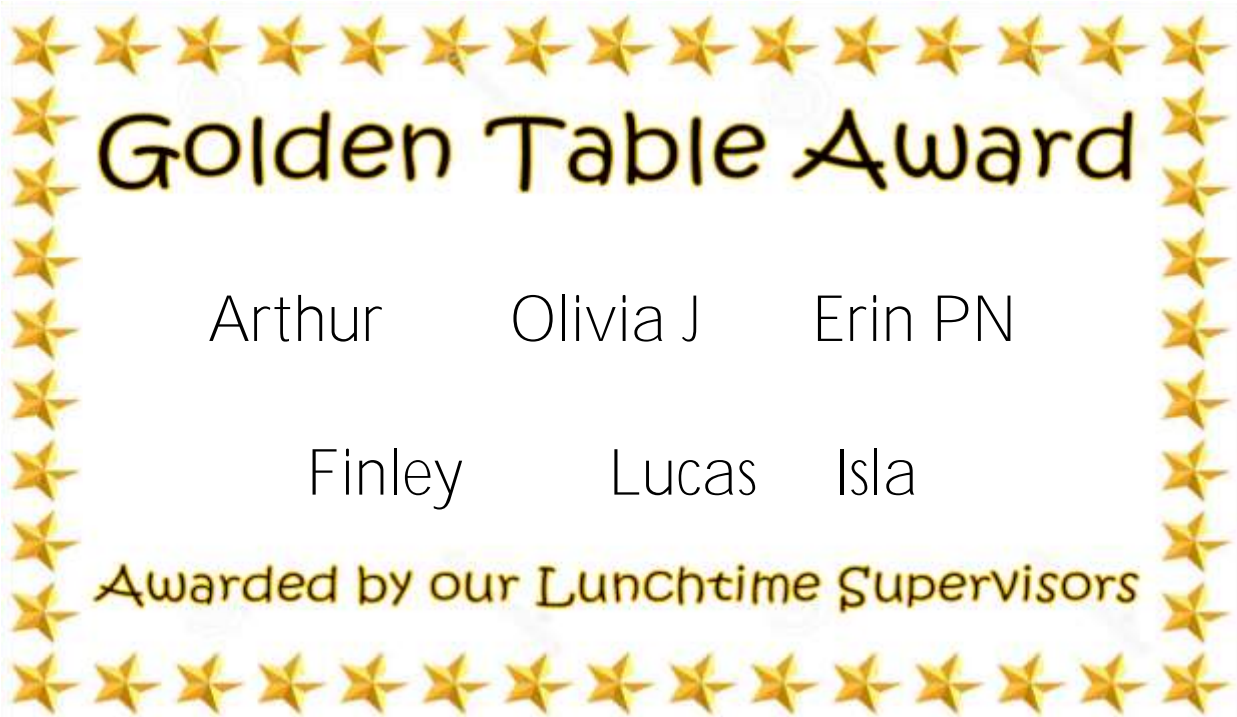 Golden Table Award
Arthur Olivia J Erin PN
Finley Lucas Isla
Awarded by our Lunchtime Supervisors